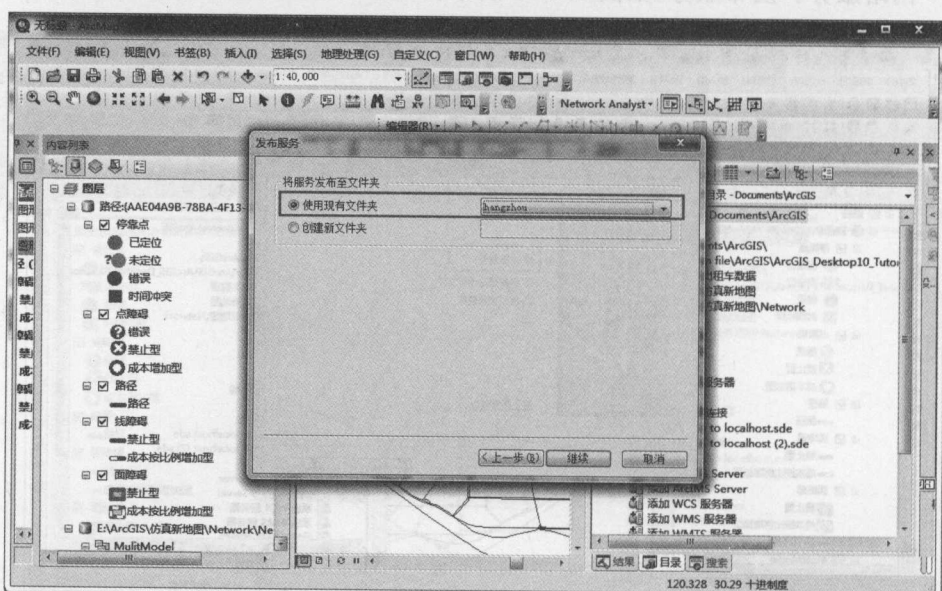 文件(F) 编辑(E) 视图(V) 书签(B) 插入(I) 选择(S) 地理处理(G) 自定义(C) 窗口(W) 帮助(H)
1:40,000
Network Analyst
编辑器(R)
内容列表
图层
路径:(AAE04A9B-78BA-4F13-
停靠点
已定位
未定位
错误
时间冲突
点障碍
错误
禁止型
成本增加型
路径
路径
线障碍
禁止型
成本按比例增加型
面障碍
禁止型
成本按比例增加型
E:\ArcGIS\仿真新地图\Network\Ne
MulitModel
发布服务
将服务发布至文件夹
使用现有文件夹
hangzhou
创建新文件夹
<上一步(B) 继续 取消
目录 - Documents\ArcGIS
Documents\ArcGIS
nts\ArcGIS\
file\ArcGIS\ArcGIS_Desktop10_Tuto
出租车数据
仿真新地图
仿真新地图\Network
服务器
连接
to localhost.sde
to localhost (2).sde
Server
添加 ArcIMS Server
添加 WCS 服务器
添加 WMS 服务器
添加 WMTS 服务器
结果 目录 搜索
120.328 30.29 十进制度